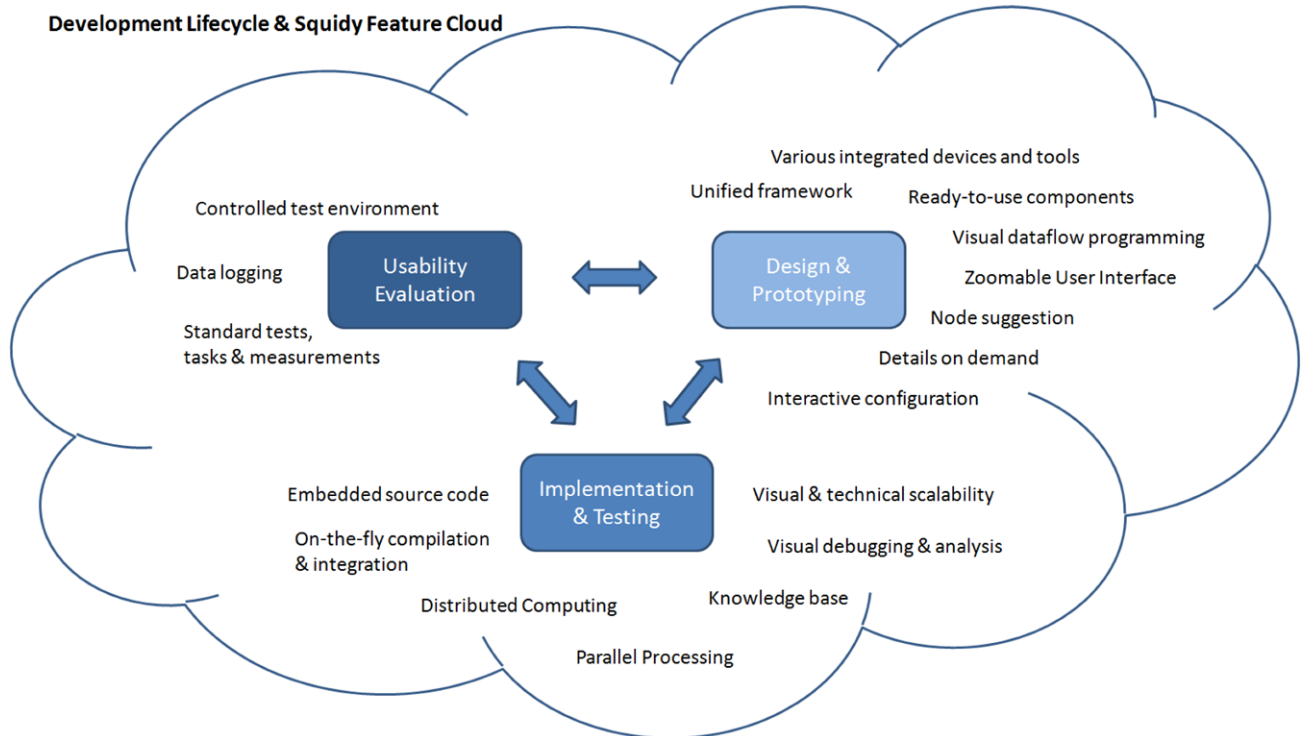 Development Lifecycle & Squidy Feature Cloud
Various integrated devices and tools
Unified framework
Ready-to-use components
Controlled test environment
Visual dataflow programming
Usability
Evaluation
Design &
Prototyping
Data logging
Zoomable User Interface
Node suggestion
Standard tests,
tasks & measurements
Details on demand
Interactive configuration
Embedded source code
Implementation
& Testing
Visual & technical scalability
On-the-fly compilation
& integration
Visual debugging & analysis
Distributed Computing
Knowledge base
Parallel Processing